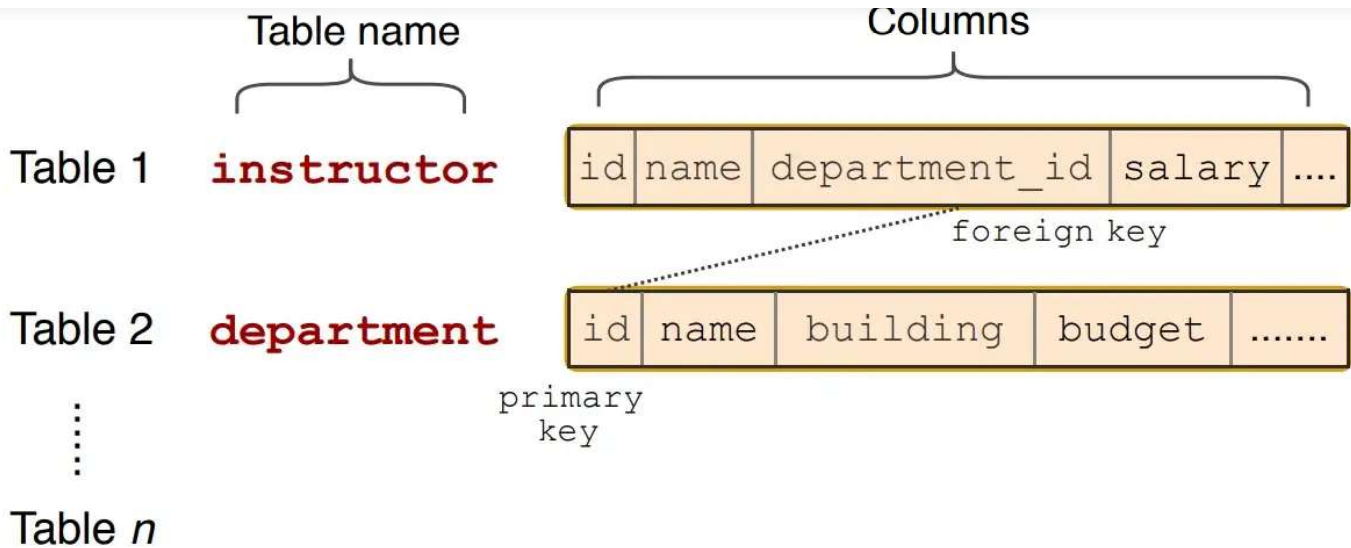 Table name
Columns
Table 1 instructor id name department_id salary ....
foreign key
Table 2 department id name building budget .......
primary
key
Table n